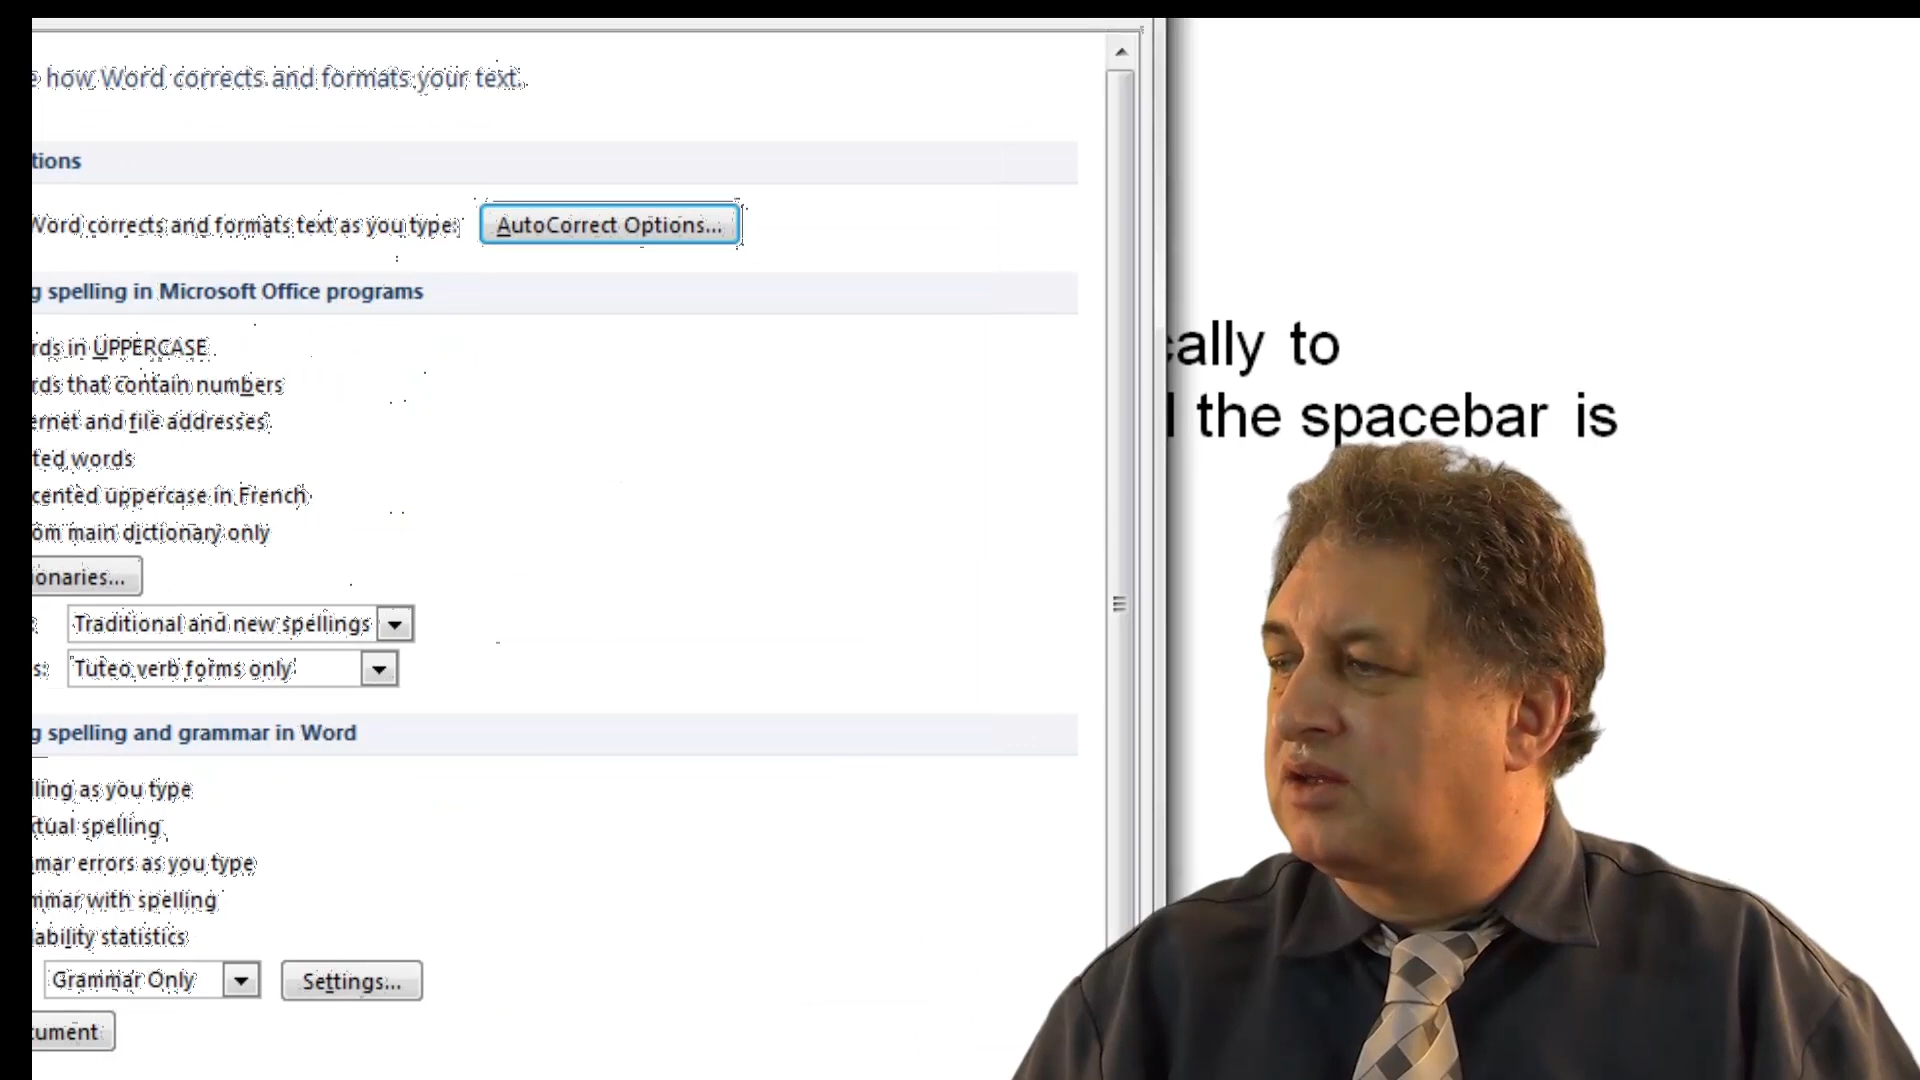 how Word corrects and formats your text.
tions
Word corrects and formats text as you type: AutoCorrect Options...
g spelling in Microsoft Office programs
rds in UPPERCASE
rds that contain numbers
ernet and file addresses
ted words
cented uppercase in French
om main dictionary only
ionaries...
Traditional and new spellings
s: Tuteo verb forms only
g spelling and grammar in Word
lling as you type
xtual spelling
mar errors as you type
mmar with spelling
ability statistics
Grammar Only Settings...
cument
cally to
the spacebar is